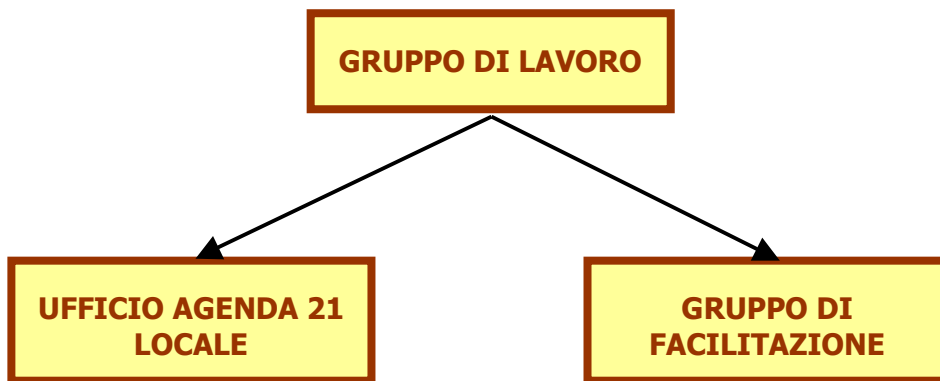 GRUPPO DI LAVORO
UFFICIO AGENDA 21
LOCALE
GRUPPO DI
FACILITAZIONE